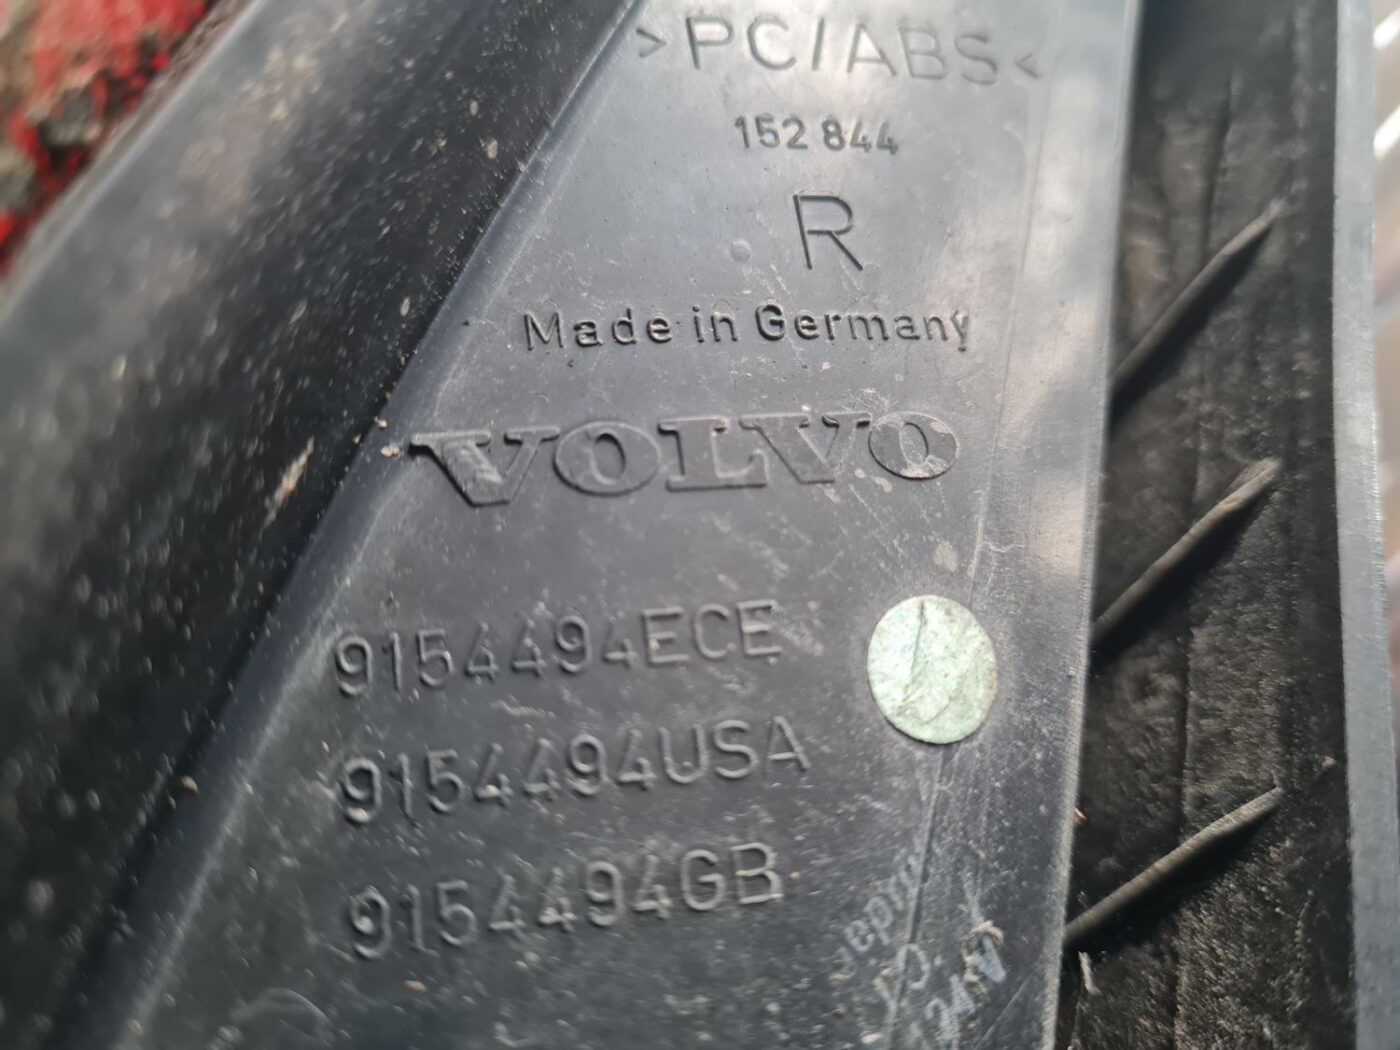 >PC/ABS<
152 844
R
Made in Germany
VOLVO
9154494ECE
9154494USA
9154494GB